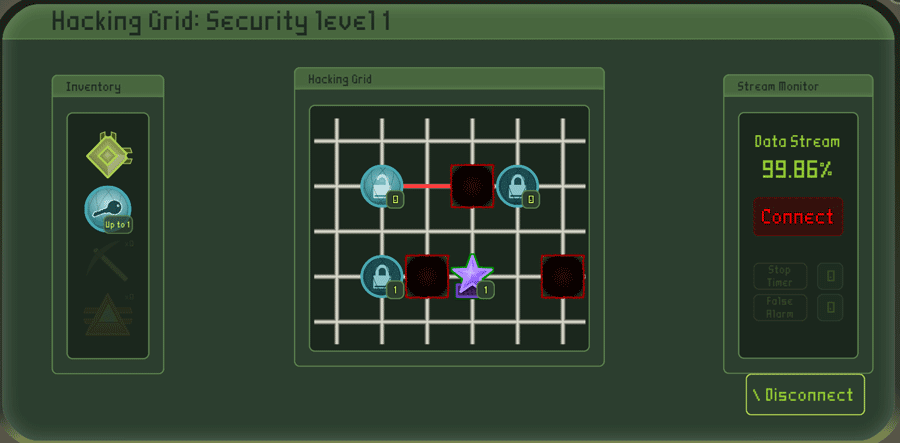 Hacking Grid: Security level 1
Inventory
Up to 1
Hacking Grid
0
0
1
1
Stream Monitor
Data Stream
99.86%
Connect
Stop
Timer
0
False
Alarm
0
\ Disconnect